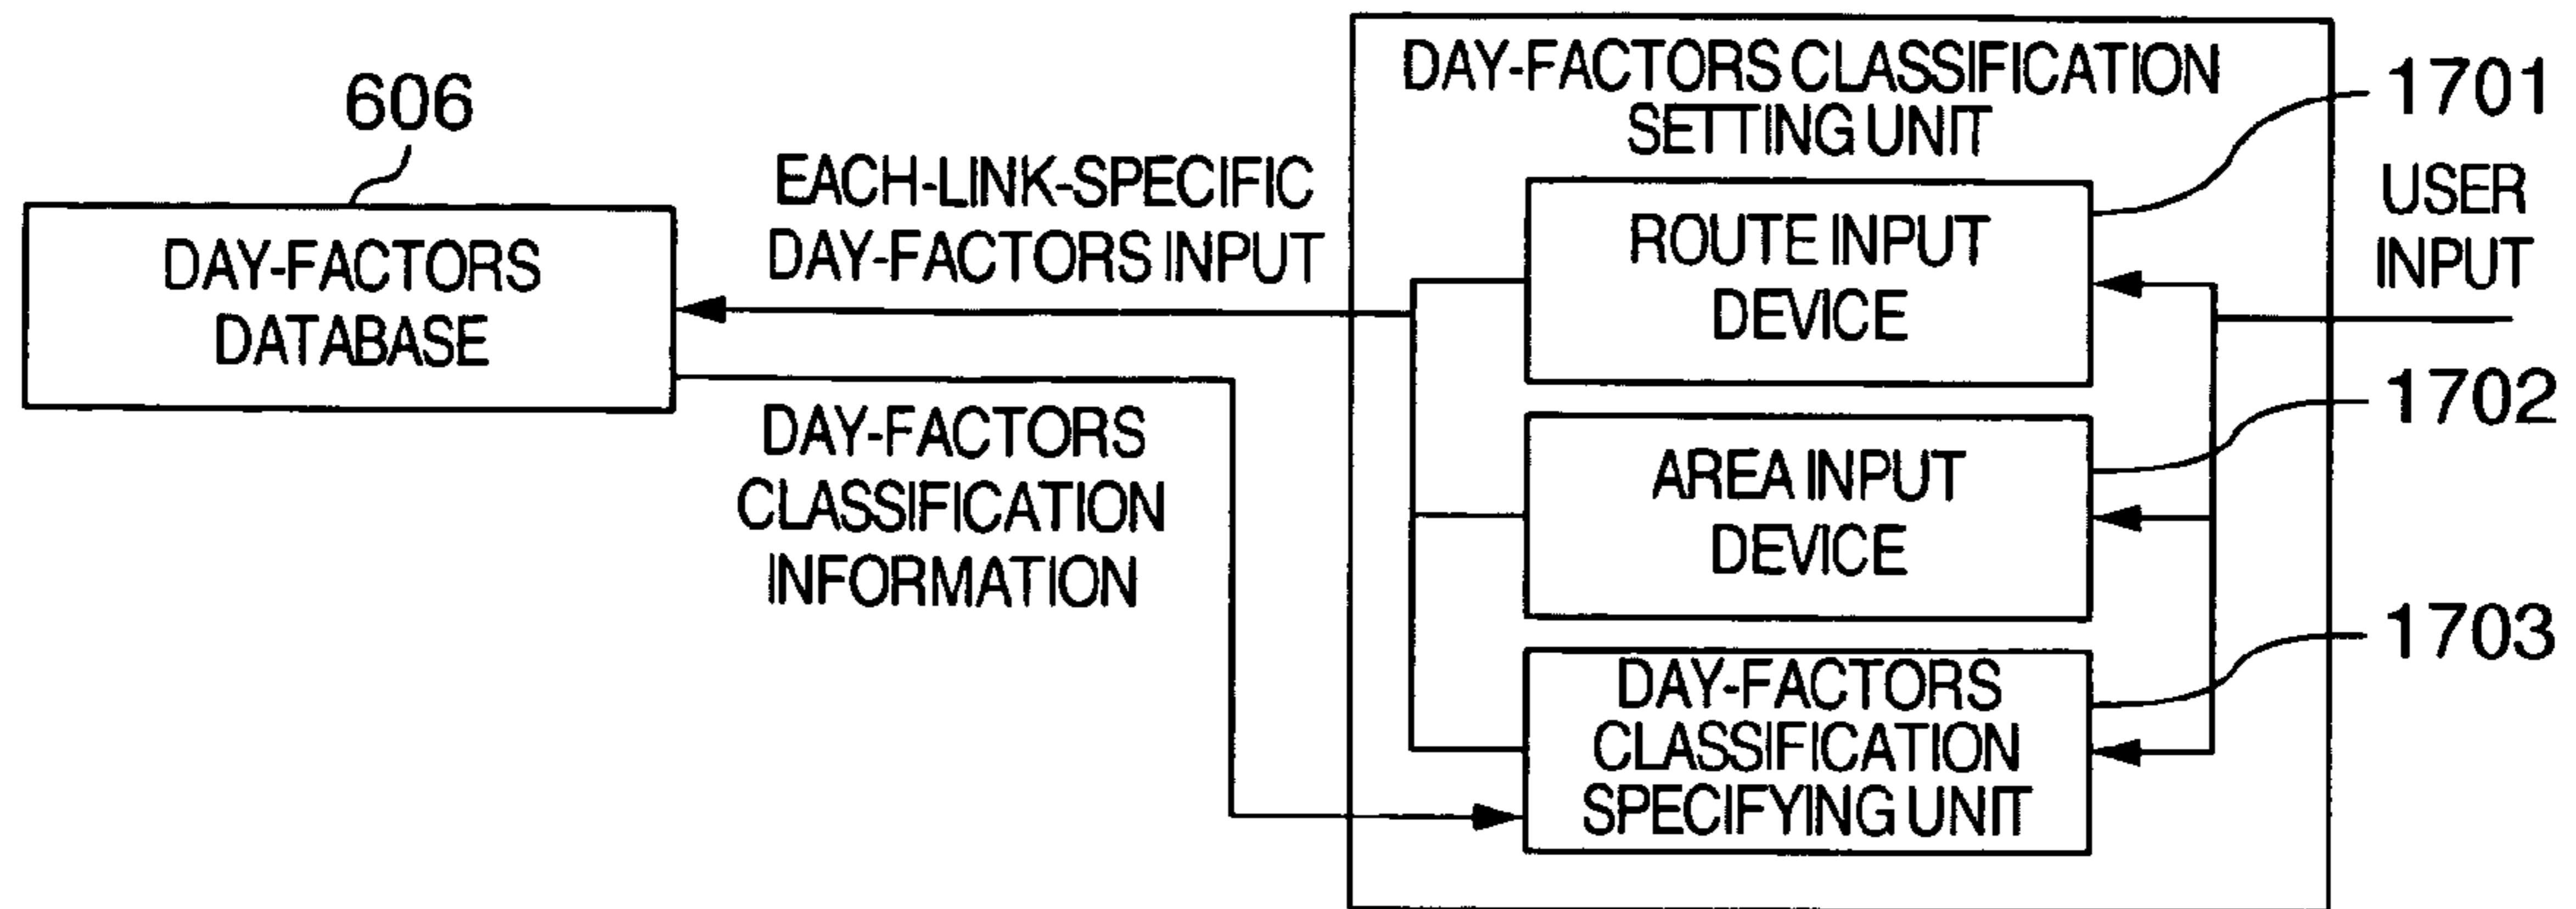 606
DAY-FACTORS
DATABASE
EACH-LINK-SPECIFIC
DAY-FACTORS INPUT
DAY-FACTORS
CLASSIFICATION
INFORMATION
DAY-FACTORS CLASSIFICATION
SETTING UNIT
ROUTE INPUT
DEVICE
AREA INPUT
DEVICE
DAY-FACTORS
CLASSIFICATION
SPECIFYING UNIT
1701
USER
INPUT
1702
1703